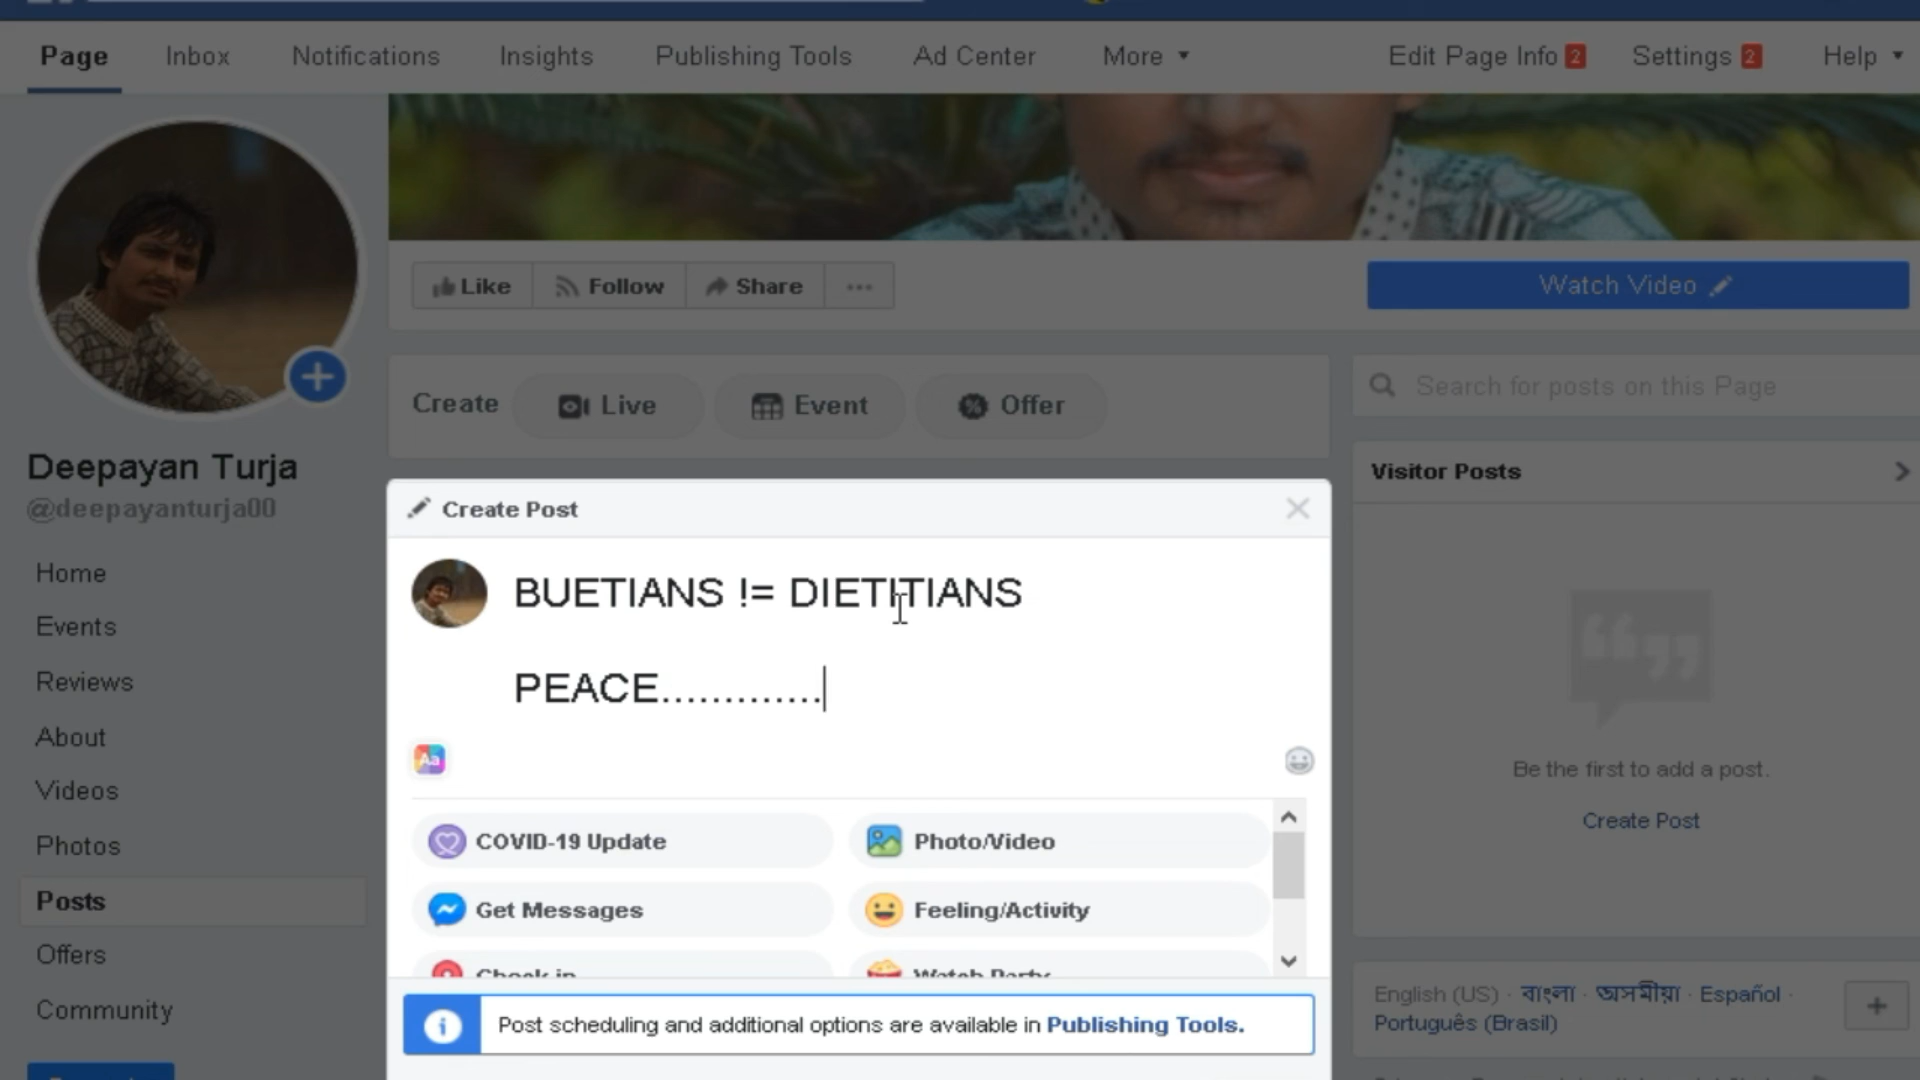 Page Inbox Notifications Insights Publishing Tools Ad Center More Edit Page Info 2 Settings 2 Help
Like Follow Share ...
Watch Video
Create Live Event Offer
Search for posts on this Page
Deepayan Turja
@deepayanturja00
Home
Events
Reviews
About
Videos
Photos
Posts
Offers
Community
Create Post
BUETIANS != DIETITIANS
PEACE.............
Aa
COVID-19 Update
Photo/Video
Get Messages
Feeling/Activity
Check in
Watch Party
Post scheduling and additional options are available in Publishing Tools.
Visitor Posts
Be the first to add a post.
Create Post
English (US) · বাংলা · অসমীয়া · Español ·
Português (Brasil)